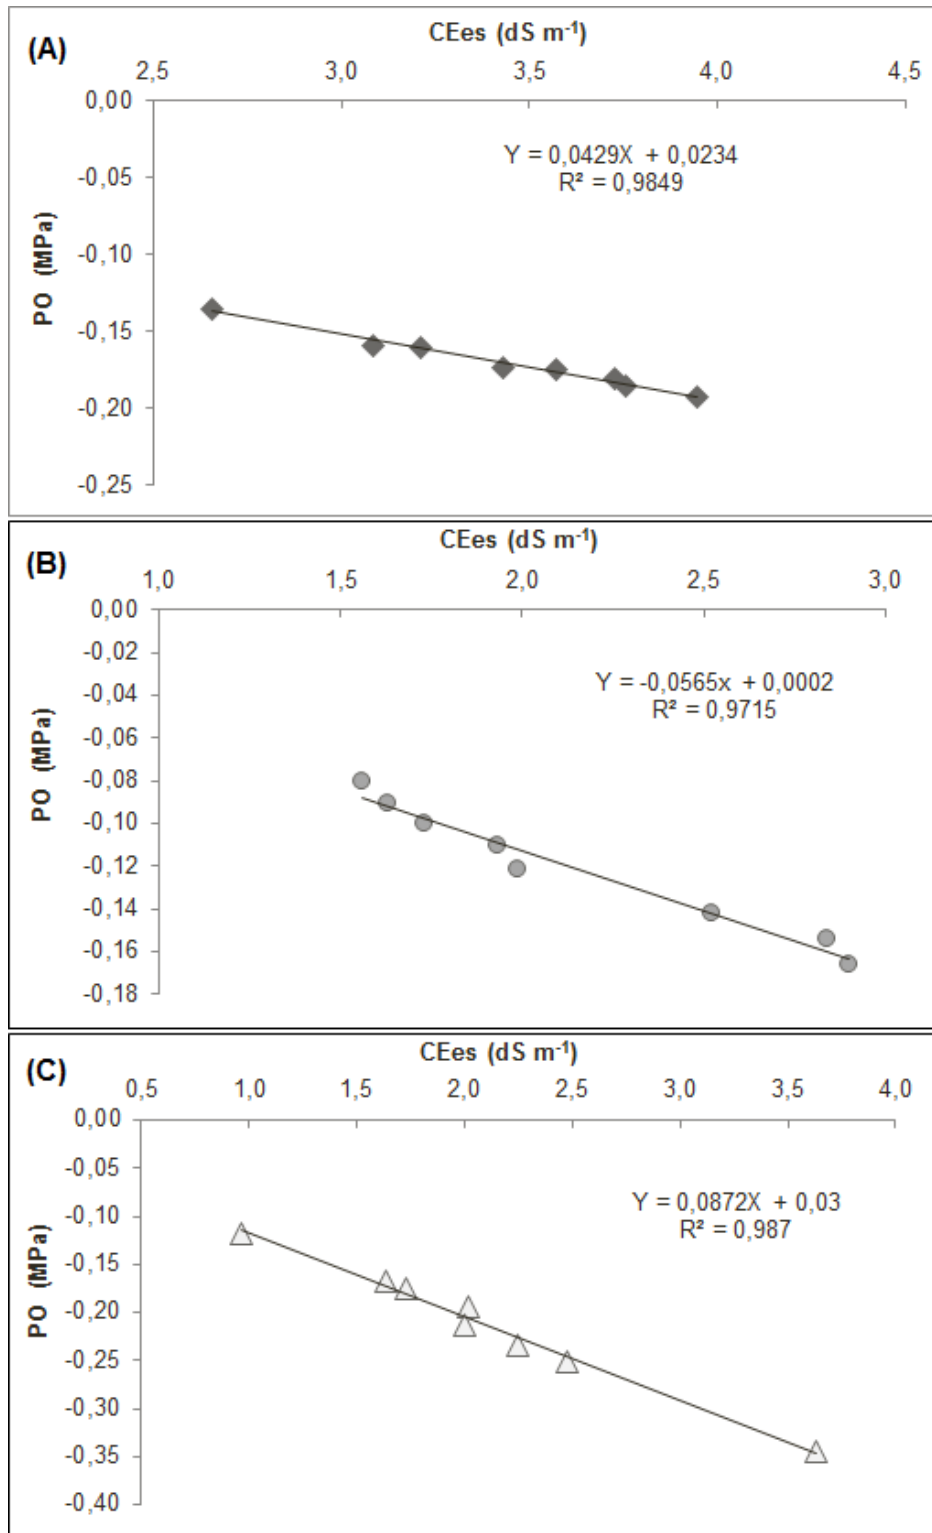 (A)
CEes (dS m⁻¹)
2,5 3,0 3,5 4,0 4,5
0,00
Y = 0,0429X + 0,0234
R² = 0,9849
-0,05
-0,10
-0,15
-0,20
-0,25
PO (MPa)
(B)
CEes (dS m⁻¹)
1,0 1,5 2,0 2,5 3,0
0,00
-0,02
Y = -0,0565x + 0,0002
R² = 0,9715
-0,04
-0,06
-0,08
-0,10
-0,12
-0,14
-0,16
-0,18
PO (MPa)
(C)
CEes (dS m⁻¹)
0,5 1,0 1,5 2,0 2,5 3,0 3,5 4,0
0,00
-0,05
Y = 0,0872X + 0,03
R² = 0,987
-0,10
-0,15
-0,20
-0,25
-0,30
-0,35
-0,40
PO (MPa)